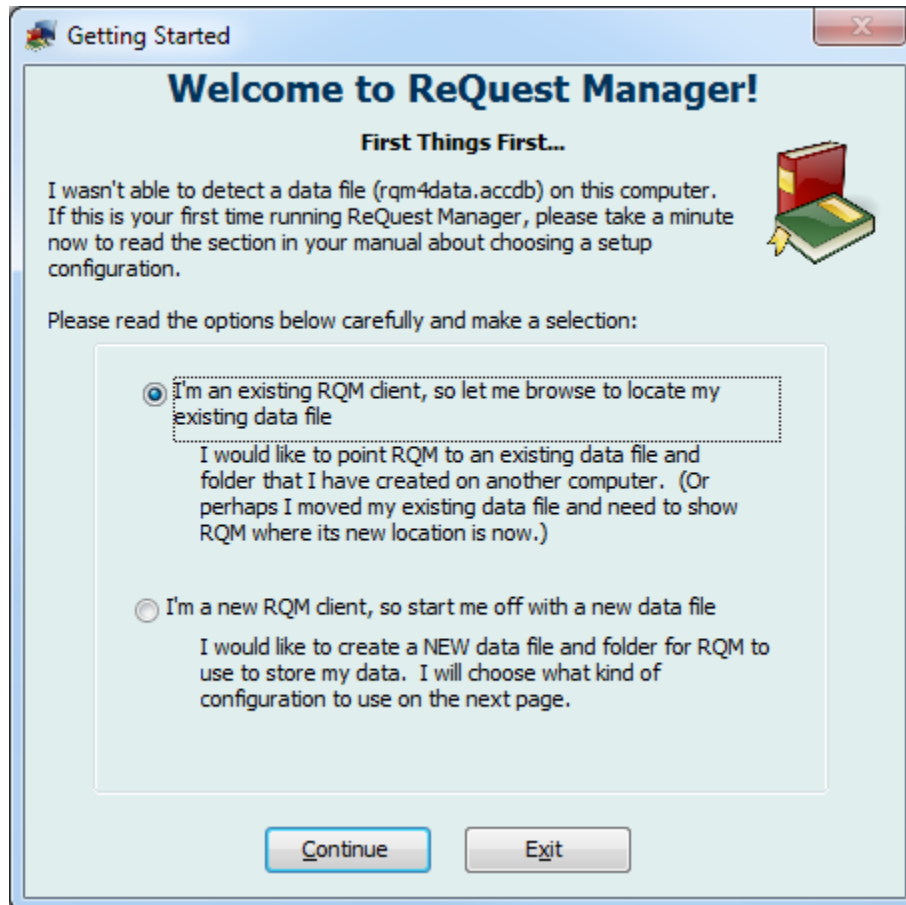 Getting Started
Welcome to ReQuest Manager!
First Things First...
I wasn't able to detect a data file (rqm4data.accdb) on this computer.
If this is your first time running ReQuest Manager, please take a minute
now to read the section in your manual about choosing a setup
configuration.
Please read the options below carefully and make a selection:
I'm an existing RQM client, so let me browse to locate my
existing data file
I would like to point RQM to an existing data file and
folder that I have created on another computer.  (Or
perhaps I moved my existing data file and need to show
RQM where its new location is now.)
I'm a new RQM client, so start me off with a new data file
I would like to create a NEW data file and folder for RQM to
use to store my data.  I will choose what kind of
configuration to use on the next page.
Continue
Exit